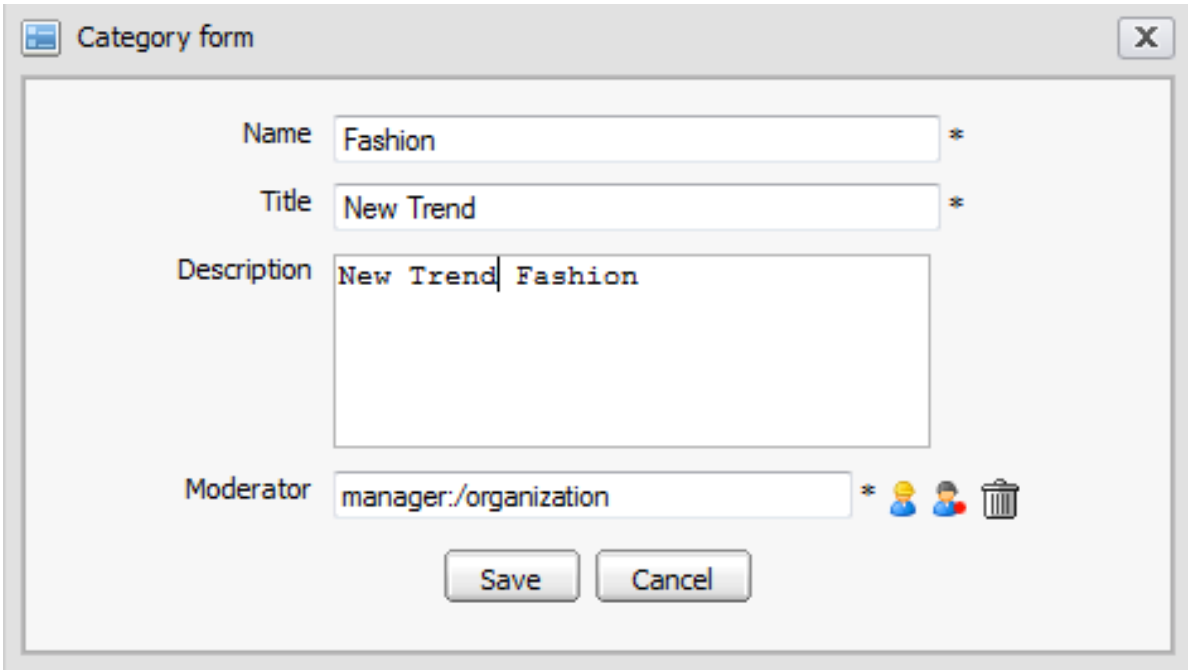 Category form
Name Fashion *
Title New Trend *
Description New Trend Fashion
Moderator manager:/organization *
Save Cancel